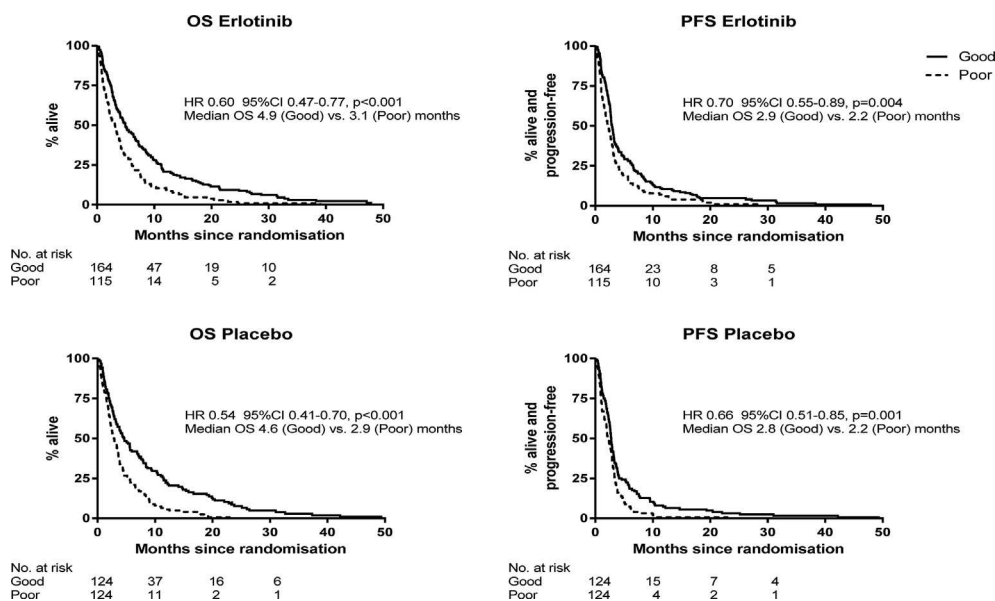 OS Erlotinib
100
75
50
25
0
% alive
HR 0.60 95%CI 0.47-0.77, p<0.001
Median OS 4.9 (Good) vs. 3.1 (Poor) months
0 10 20 30 40 50
Months since randomisation
No. at risk
Good 164 47 19 10
Poor 115 14 5 2
PFS Erlotinib
Good
Poor
100
75
50
25
0
% alive and
progression-free
HR 0.70 95%CI 0.55-0.89, p=0.004
Median OS 2.9 (Good) vs. 2.2 (Poor) months
0 10 20 30 40 50
Months since randomisation
No. at risk
Good 164 23 8 5
Poor 115 10 3 1
OS Placebo
100
75
50
25
0
% alive
HR 0.54 95%CI 0.41-0.70, p<0.001
Median OS 4.6 (Good) vs. 2.9 (Poor) months
0 10 20 30 40 50
Months since randomisation
No. at risk
Good 124 37 16 6
Poor 124 11 2 1
PFS Placebo
100
75
50
25
0
% alive and
progression-free
HR 0.66 95%CI 0.51-0.85, p=0.001
Median OS 2.8 (Good) vs. 2.2 (Poor) months
0 10 20 30 40 50
Months since randomisation
No. at risk
Good 124 15 7 4
Poor 124 4 2 1